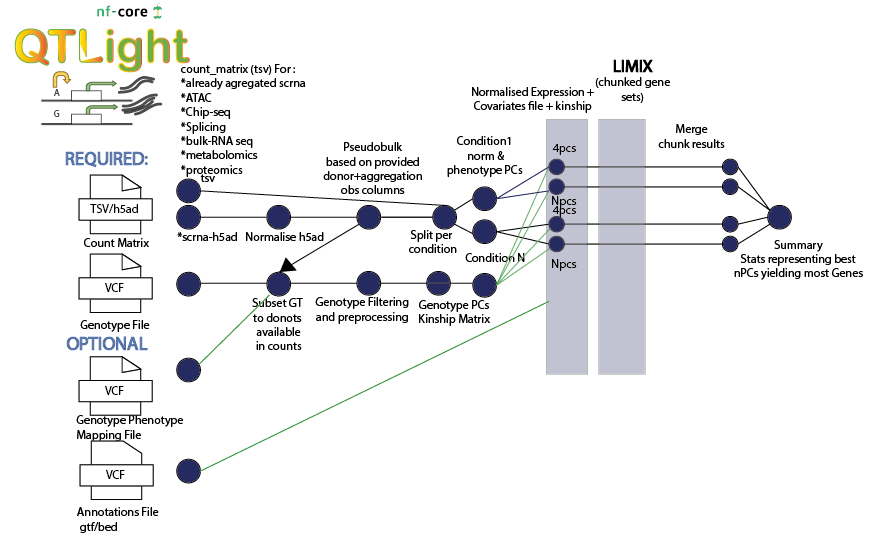 nf-core
QTLight
A
G
count_matrix (tsv) For :
*already agregated scrna
*ATAC
*Chip-seq
*Splicing
*bulk-RNA seq
*metabolomics
*proteomics
tsv
REQUIRED:
TSV/h5ad
Count Matrix
*scrna-h5ad
Normalise h5ad
Pseudobulk
based on provided
donor+aggregation
obs columns
Split per
condition
Condition1
norm &
phenotype PCs
Condition N
Normalised Expression +
Covariates file + kinship
4pcs
Npcs
4pcs
Npcs
LIMIX
(chunked gene
sets)
Merge
chunk results
Summary
Stats representing best
nPCs yielding most Genes
VCF
Genotype File
Subset GT
to donots
available
in counts
Genotype Filtering
and preprocessing
Genotype PCs
Kinship Matrix
OPTIONAL
VCF
Genotype Phenotype
Mapping File
VCF
Annotations File
gtf/bed